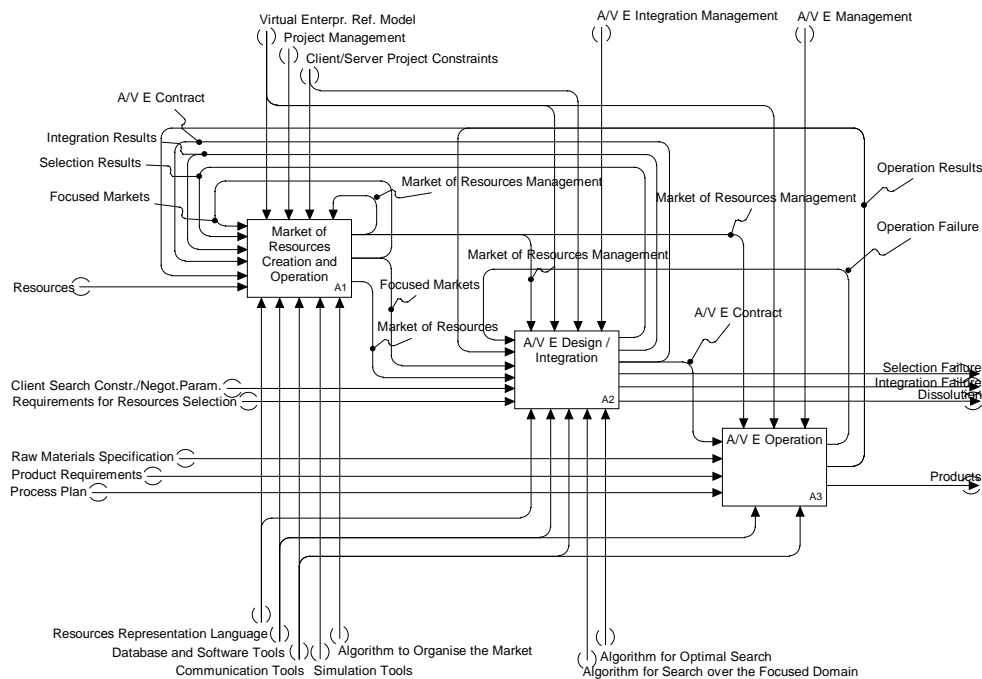 Virtual Enterpr. Ref. Model
Project Management
Client/Server Project Constraints
A/V E Integration Management
A/V E Management
A/V E Contract
Integration Results
Selection Results
Focused Markets
Market of Resources Management
Market of Resources Management
Operation Results
Operation Failure
Market of
Resources
Creation and
Operation
A1
Market of Resources Management
Resources
Focused Markets
Market of Resources
A/V E Contract
A/V E Design /
Integration
A2
Client Search Constr./Negot.Param.
Requirements for Resources Selection
Selection Failure
Integration Failure
Dissolution
A/V E Operation
A3
Raw Materials Specification
Product Requirements
Process Plan
Products
Resources Representation Language
Database and Software Tools
Communication Tools
Simulation Tools
Algorithm to Organise the Market
Algorithm for Optimal Search
Algorithm for Search over the Focused Domain